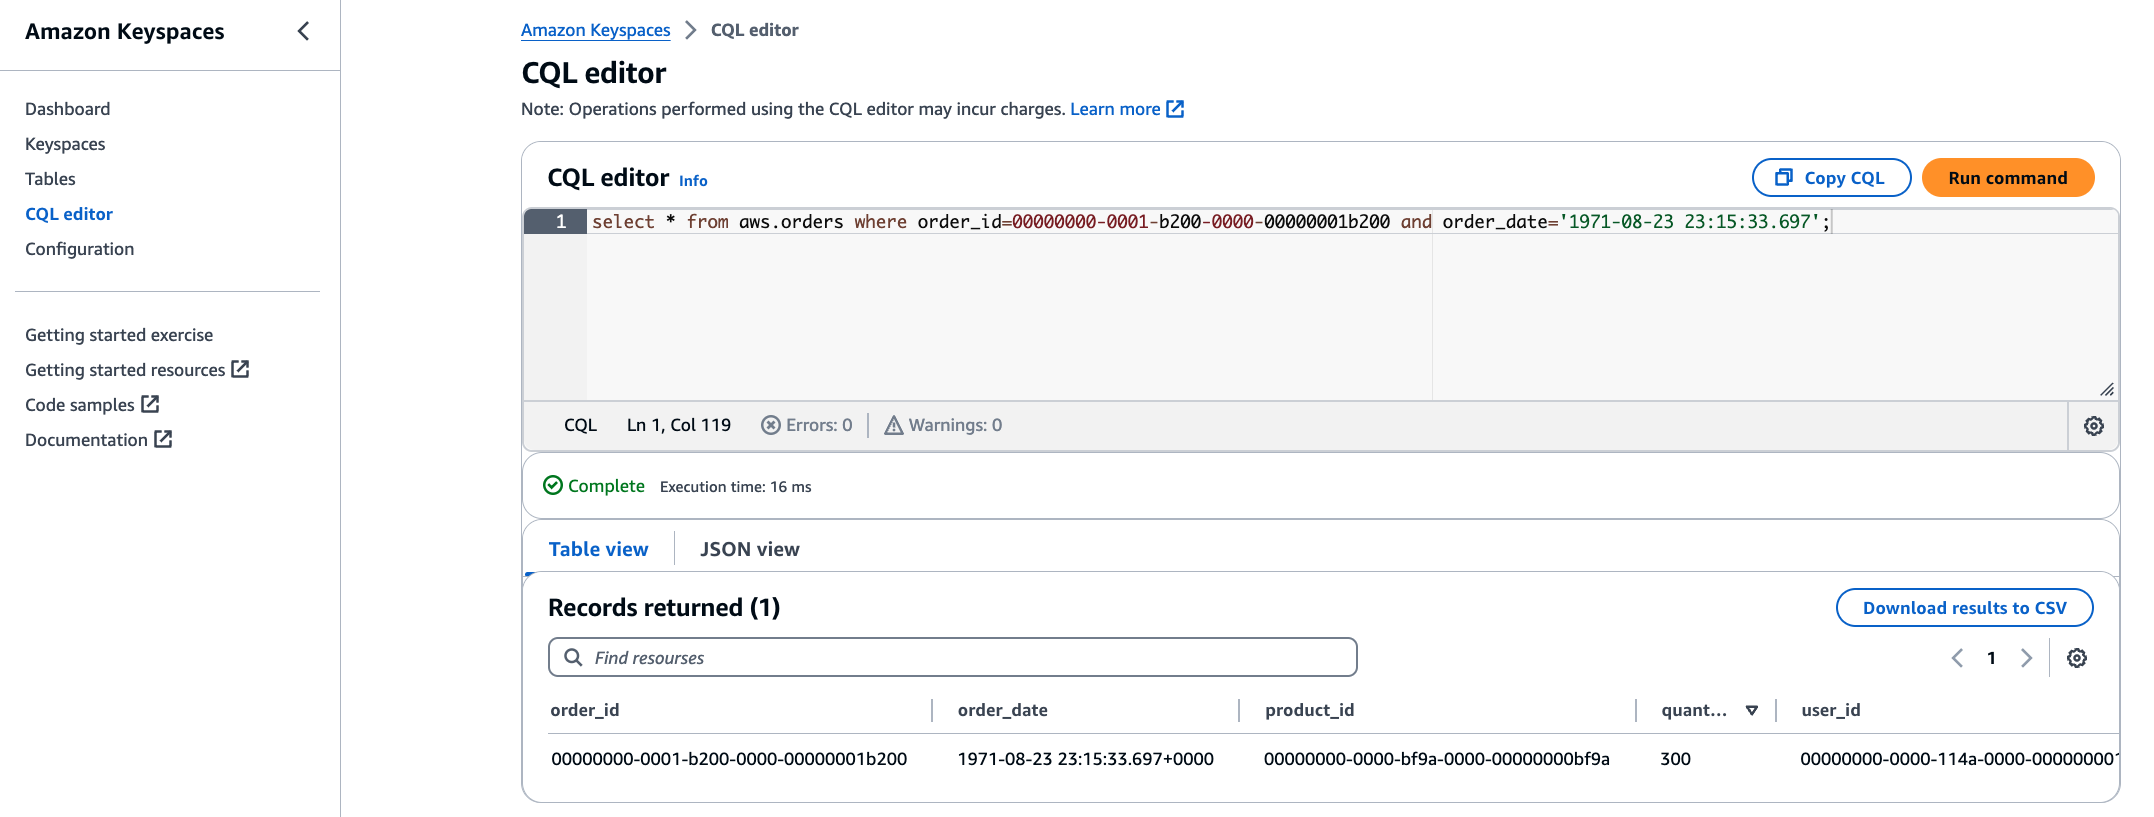 Amazon Keyspaces
Dashboard
Keyspaces
Tables
CQL editor
Configuration
Getting started exercise
Getting started resources
Code samples
Documentation
Amazon Keyspaces > CQL editor
CQL editor
Note: Operations performed using the CQL editor may incur charges. Learn more
CQL editor Info
Copy CQL
Run command
1 select * from aws.orders where order_id=00000000-0001-b200-0000-00000001b200 and order_date='1971-08-23 23:15:33.697';
CQL Ln 1, Col 119 Errors: 0 Warnings: 0
Complete Execution time: 16 ms
Table view JSON view
Records returned (1)
Download results to CSV
Find resourses
1
order_id order_date product_id quant... user_id
00000000-0001-b200-0000-00000001b200 1971-08-23 23:15:33.697+0000 00000000-0000-bf9a-0000-00000000bf9a 300 00000000-0000-114a-0000-00000000